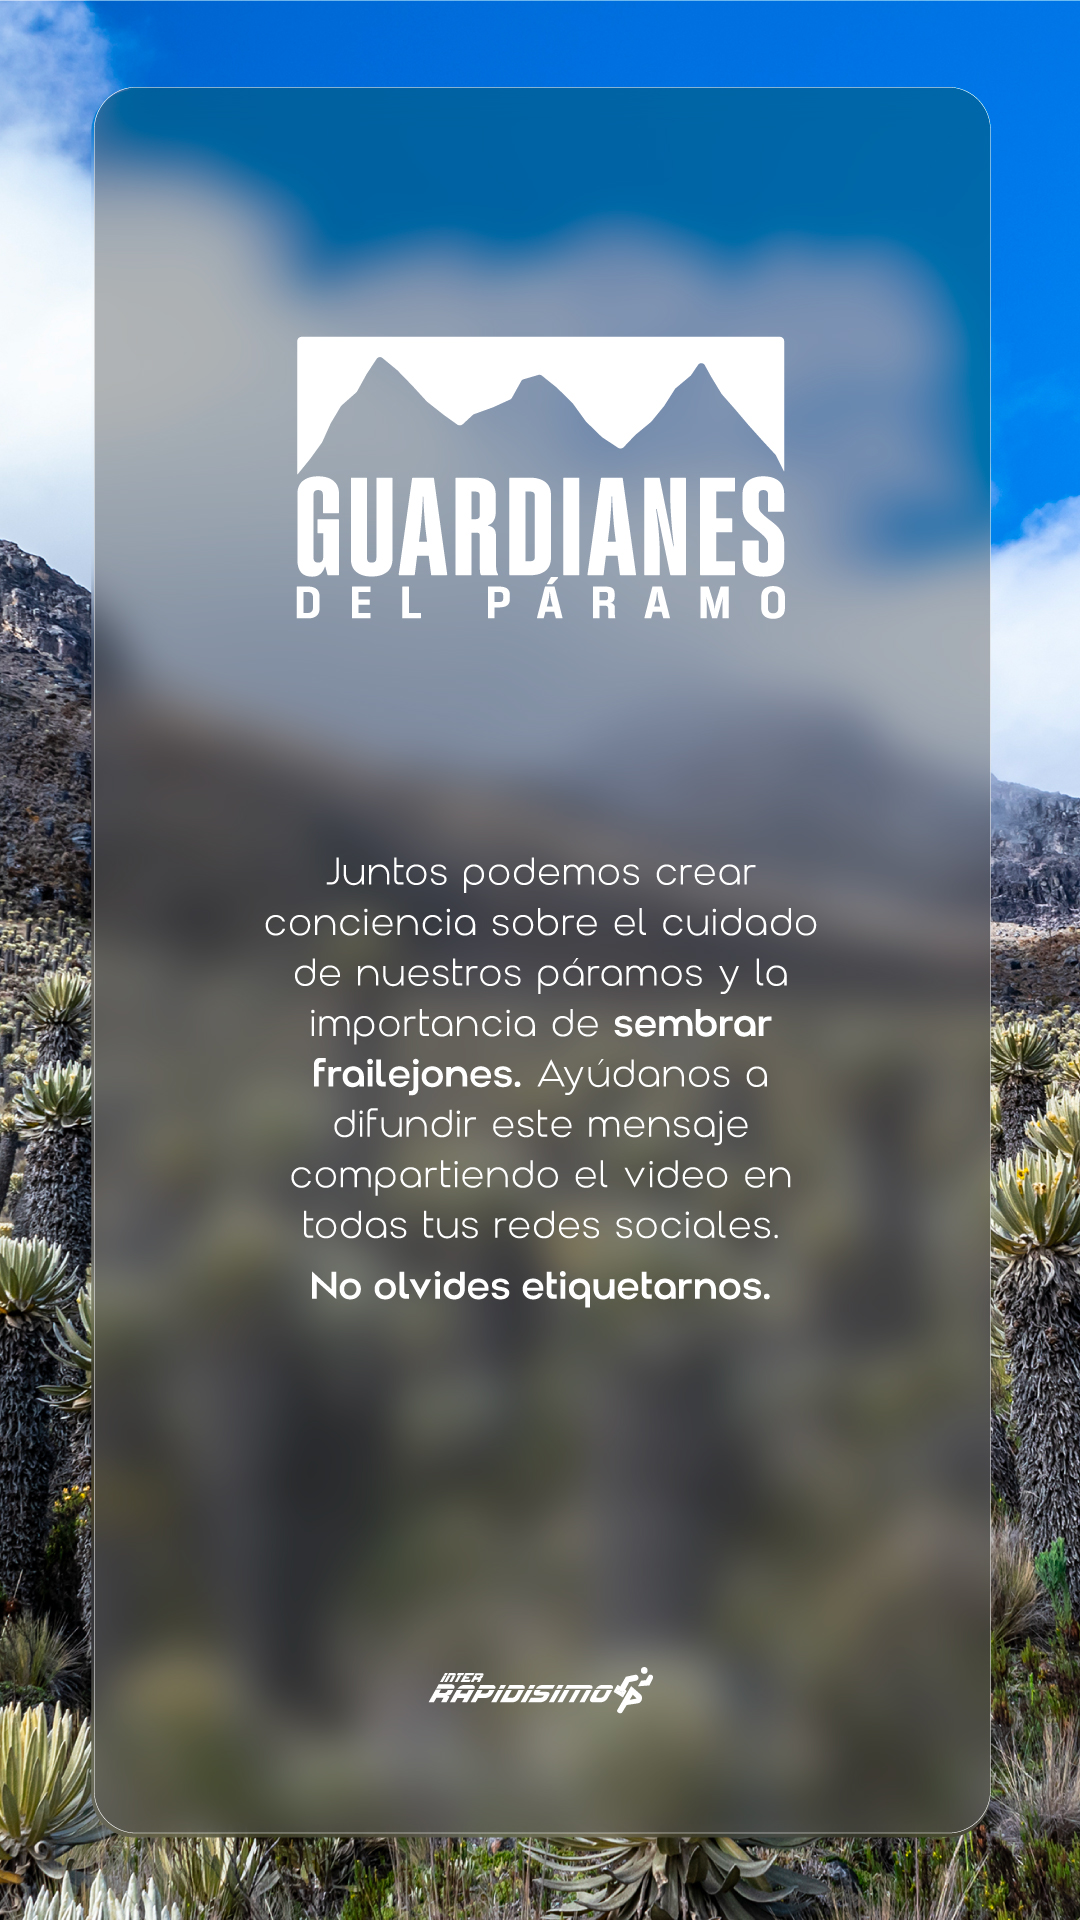 GUARDIANES
DEL PÁRAMO
Juntos podemos crear
conciencia sobre el cuidado
de nuestros páramos y la
importancia de sembrar
frailejones. Ayúdanos a
difundir este mensaje
compartiendo el video en
todas tus redes sociales.
No olvides etiquetarnos.
INTER
RAPIDISIMO